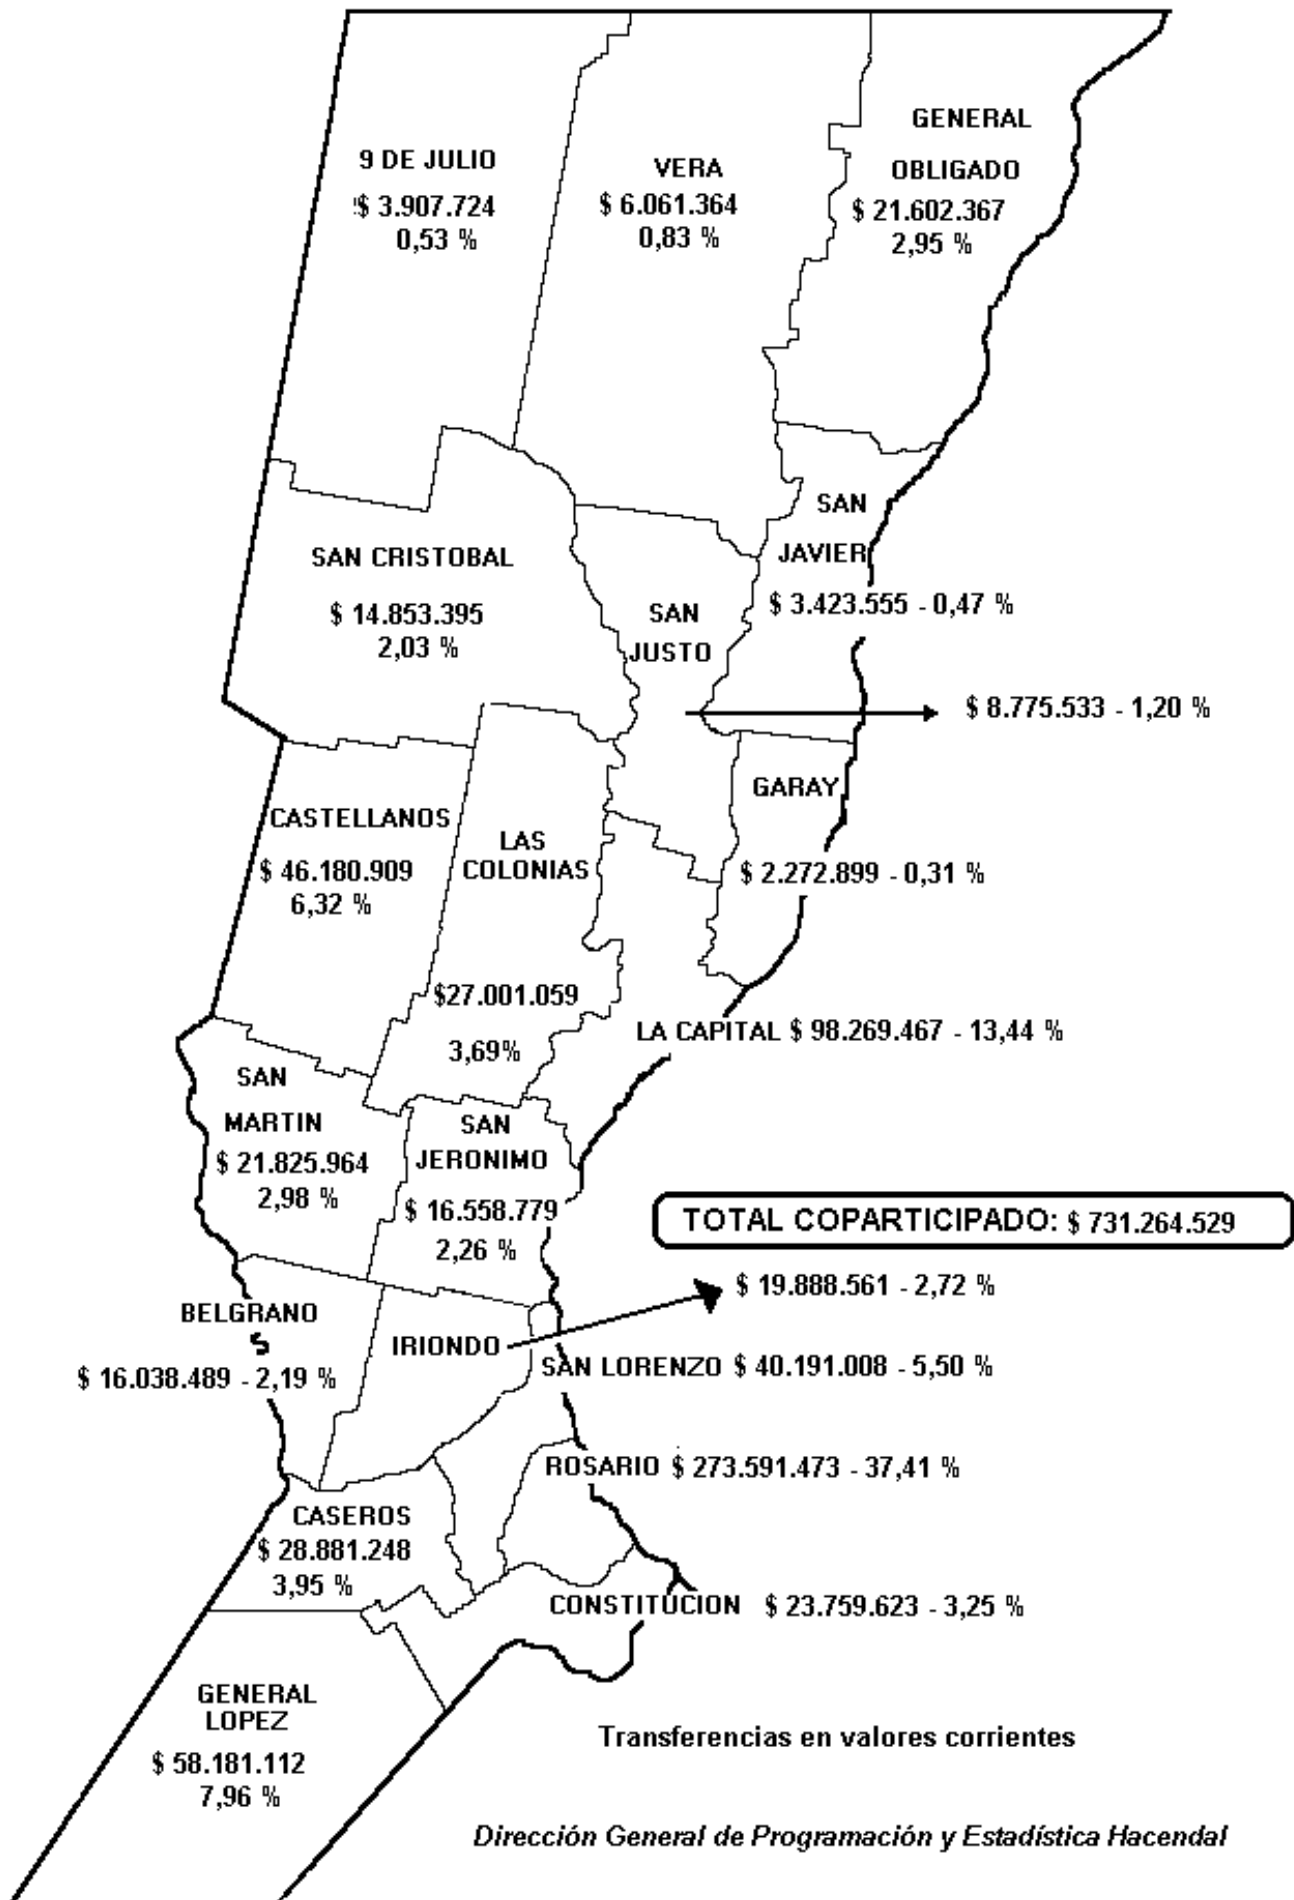 9 DE JULIO
$ 3.907.724
0,53 %
VERA
$ 6.061.364
0,83 %
GENERAL
OBLIGADO
$ 21.602.367
2,95 %
SAN CRISTOBAL
$ 14.853.395
2,03 %
SAN
JUSTO
$ 8.775.533 - 1,20 %
SAN
JAVIER
$ 3.423.555 - 0,47 %
CASTELLANOS
$ 46.180.909
6,32 %
LAS
COLONIAS
$27.001.059
3,69%
GARAY
$ 2.272.899 - 0,31 %
LA CAPITAL $ 98.269.467 - 13,44 %
SAN
MARTIN
$ 21.825.964
2,98 %
SAN
JERONIMO
$ 16.558.779
2,26 %
TOTAL COPARTICIPADO: $ 731.264.529
BELGRANO
$ 16.038.489 - 2,19 %
IRIONDO
$ 19.888.561 - 2,72 %
SAN LORENZO $ 40.191.008 - 5,50 %
ROSARIO $ 273.591.473 - 37,41 %
CASEROS
$ 28.881.248
3,95 %
CONSTITUCION $ 23.759.623 - 3,25 %
GENERAL
LOPEZ
$ 58.181.112
7,96 %
Transferencias en valores corrientes
Dirección General de Programación y Estadística Hacendal